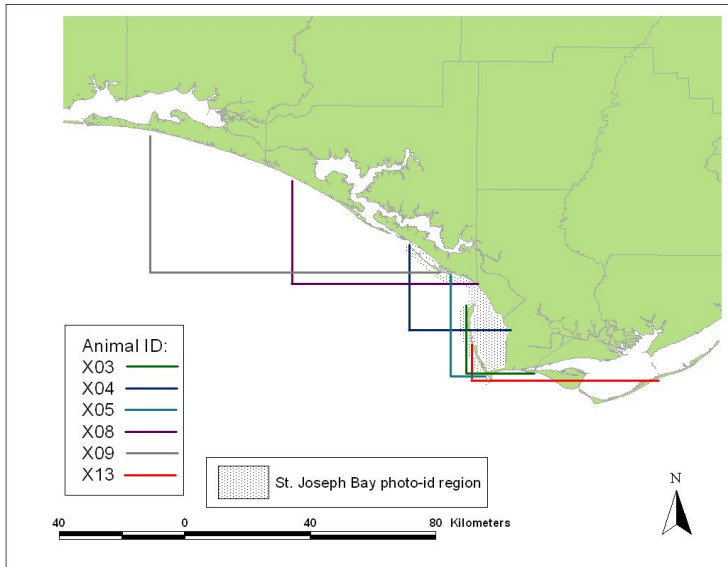 Animal ID:
X03
X04
X05
X08
X09
X13
St. Joseph Bay photo-id region
N
40 0 40 80 Kilometers